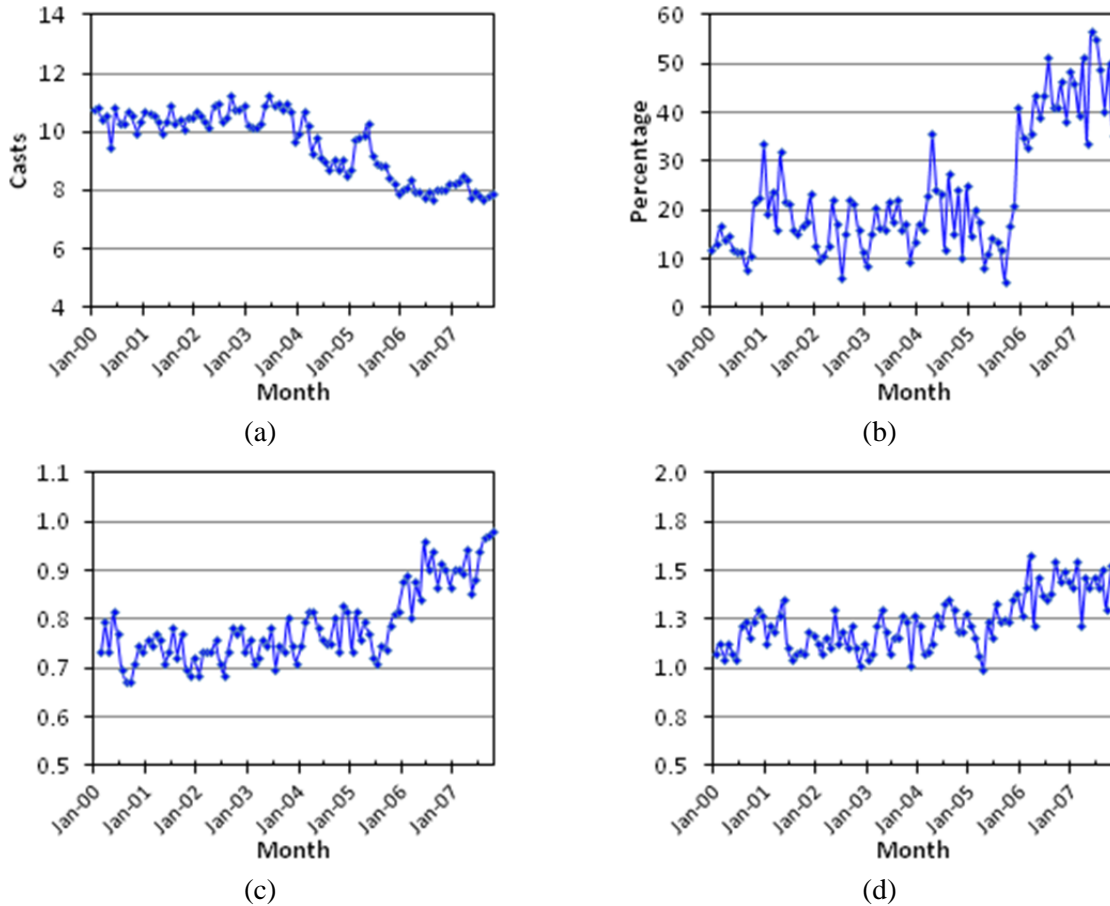 14
12
10
8
6
4
Casts
Jan-00
Jan-01
Jan-02
Jan-03
Jan-04
Jan-05
Jan-06
Jan-07
Month
(a)
60
50
40
30
20
10
0
Percentage
Jan-00
Jan-01
Jan-02
Jan-03
Jan-04
Jan-05
Jan-06
Jan-07
Month
(b)
1.1
1.0
0.9
0.8
0.7
0.6
0.5
Jan-00
Jan-01
Jan-02
Jan-03
Jan-04
Jan-05
Jan-06
Jan-07
Month
(c)
2.0
1.8
1.5
1.3
1.0
0.8
0.5
Jan-00
Jan-01
Jan-02
Jan-03
Jan-04
Jan-05
Jan-06
Jan-07
Month
(d)